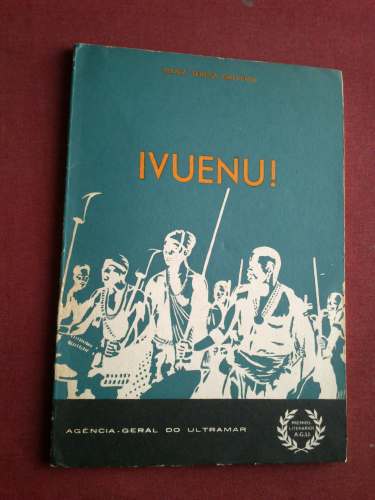 MARIA TERESA GALVEIAS
IVUENU!
AGÊNCIA-GERAL DO ULTRAMAR
PRÉMIOS
LITERÁRIOS
A.G.U.